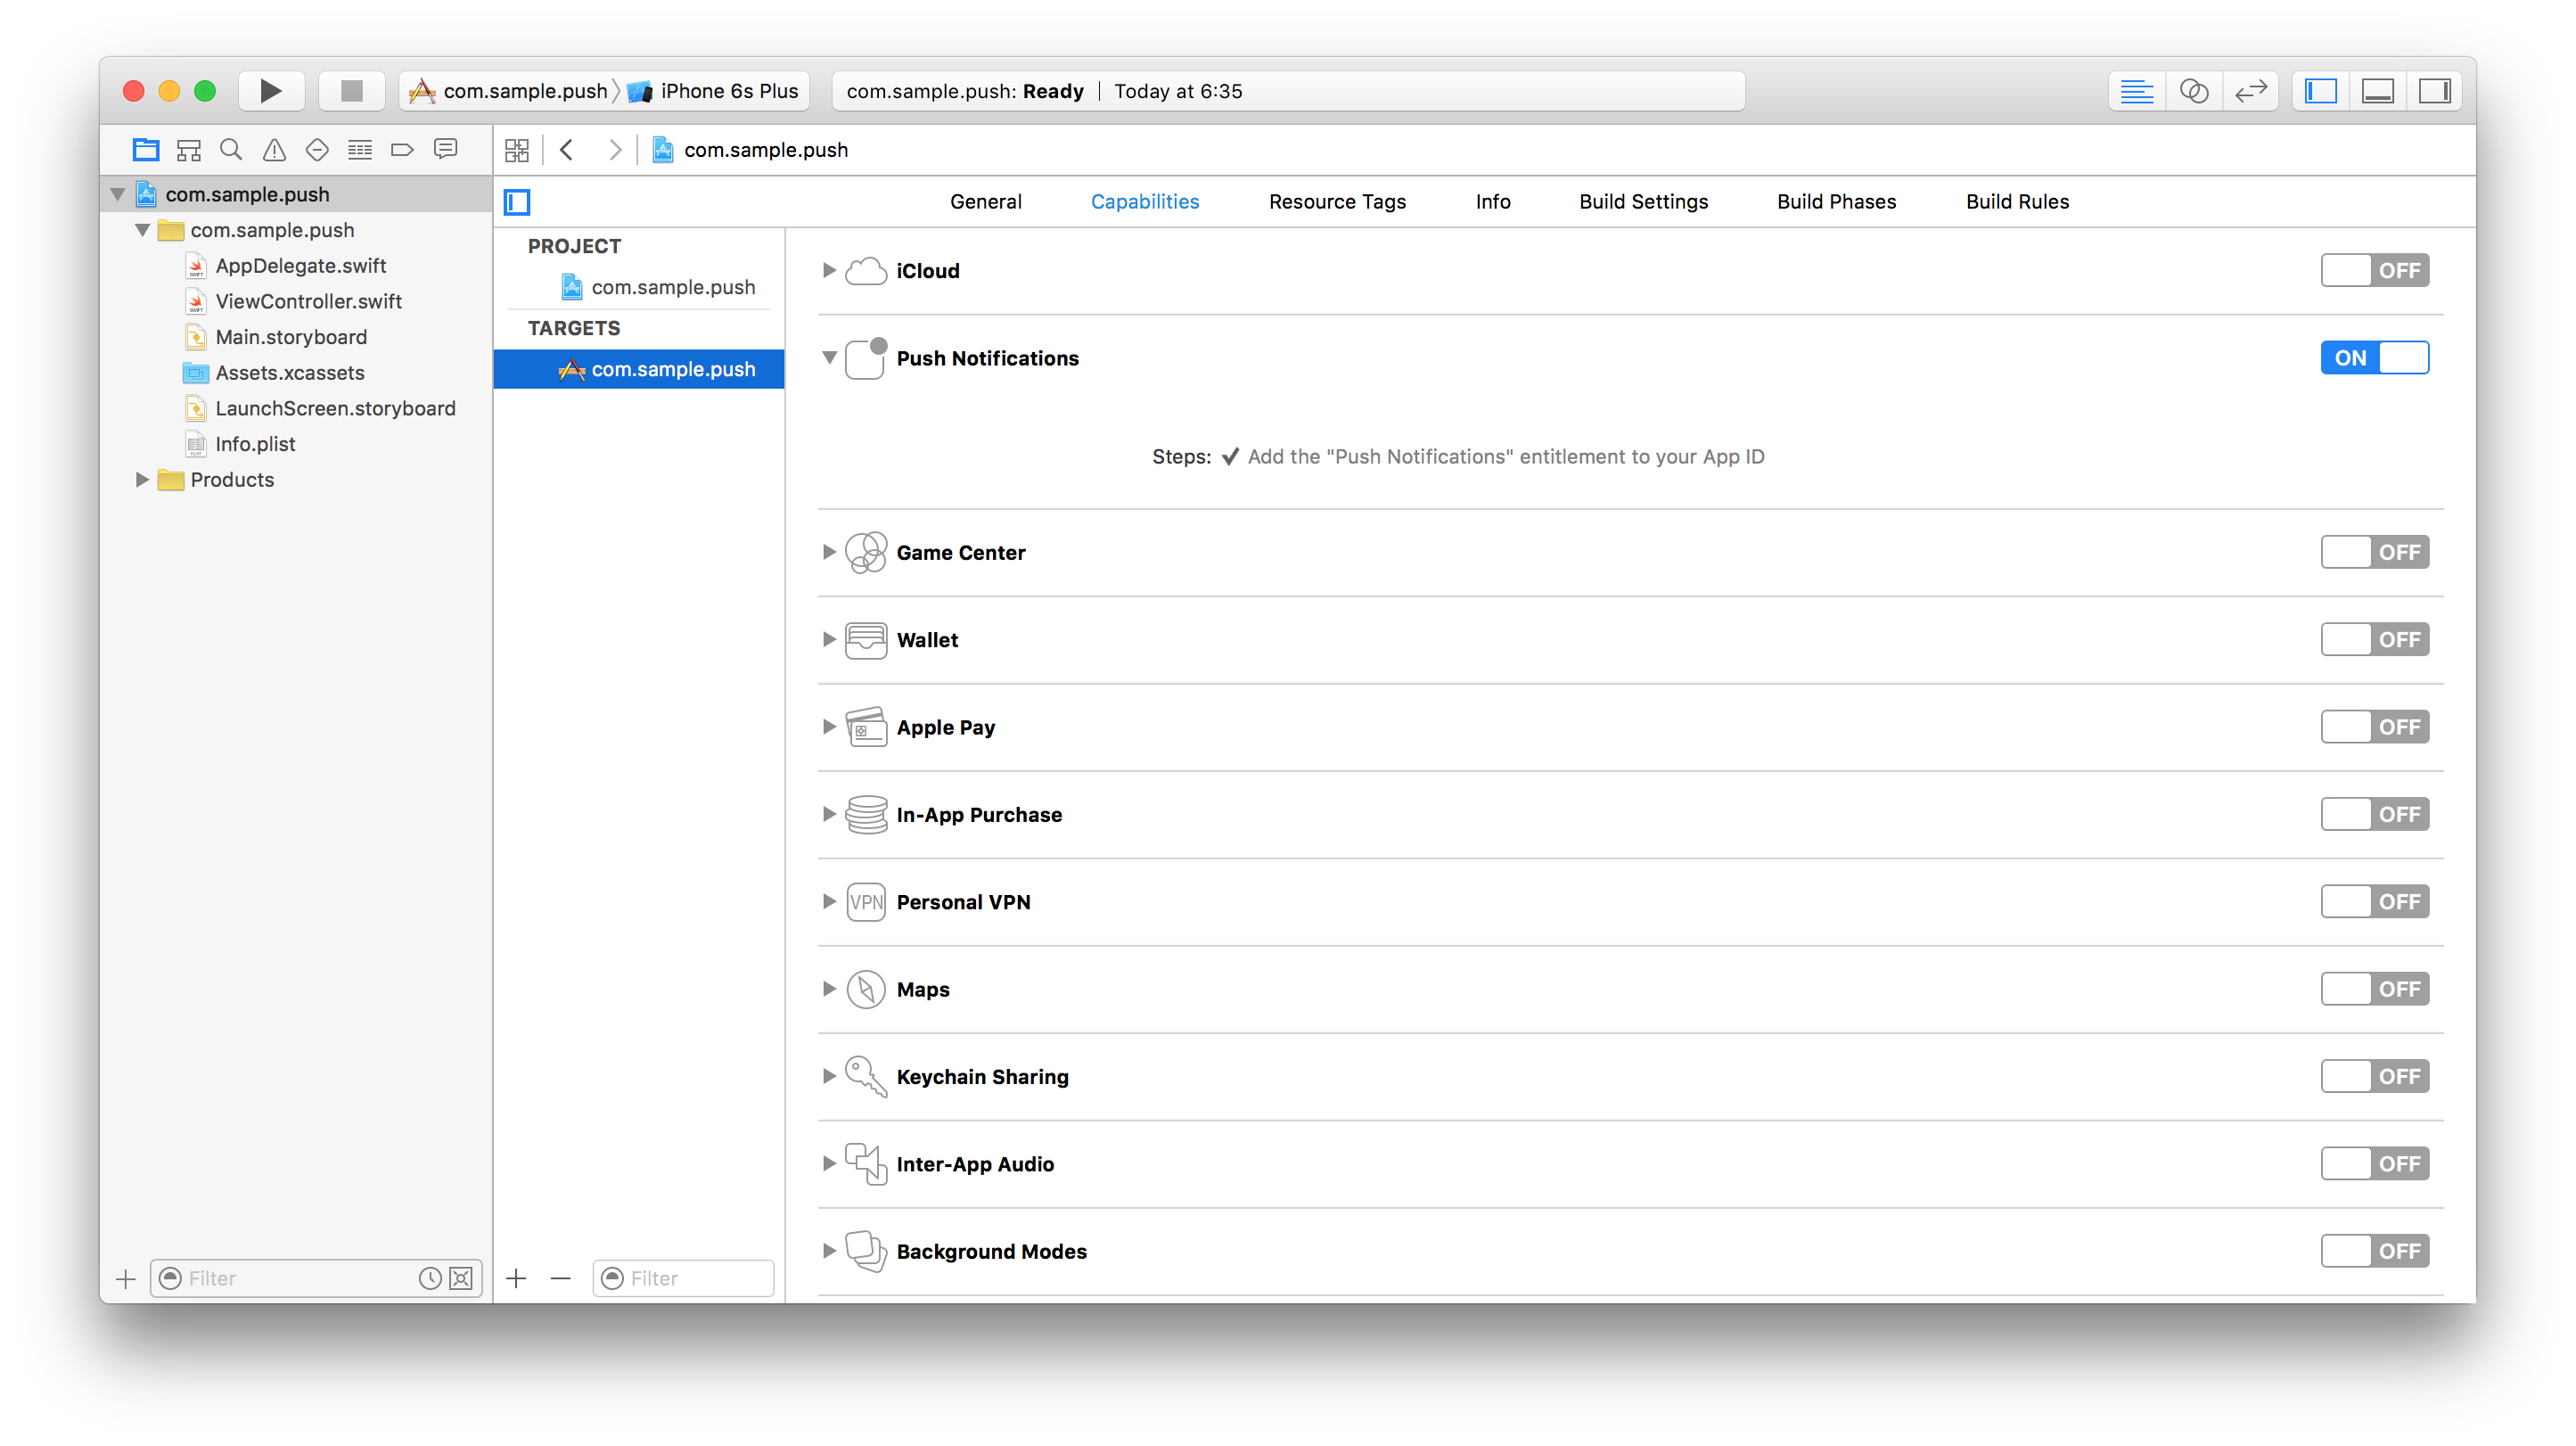 com.sample.push iPhone 6s Plus com.sample.push: Ready Today at 6:35
com.sample.push
com.sample.push
com.sample.push
AppDelegate.swift
ViewController.swift
Main.storyboard
Assets.xcassets
LaunchScreen.storyboard
Info.plist
Products
Filter
General Capabilities Resource Tags Info Build Settings Build Phases Build Rules
PROJECT
com.sample.push
TARGETS
com.sample.push
Filter
iCloud OFF
Push Notifications ON
Steps: ✔ Add the "Push Notifications" entitlement to your App ID
Game Center OFF
Wallet OFF
Apple Pay OFF
In-App Purchase OFF
VPN Personal VPN OFF
Maps OFF
Keychain Sharing OFF
Inter-App Audio OFF
Background Modes OFF